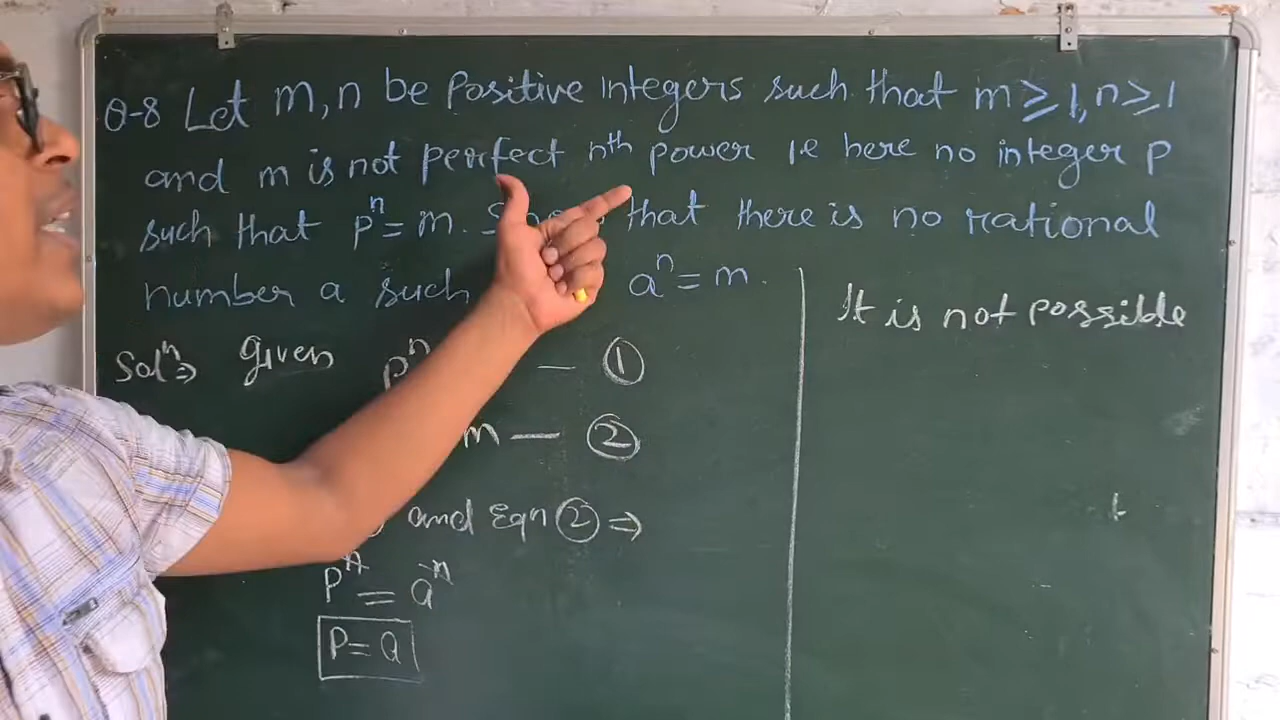 Q-8 Let m, n be Positive Integers such that m ≥ 1, n ≥ 1
and m is not perfect nth power i.e here no integer P
such that Pⁿ = m. that there is no rational
number a such aⁿ = m.
It is not possible
Solⁿ ⇒ given Pⁿ — ①
m — ②
and Eqn ② ⇒
Pⁿ = aⁿ
P = a